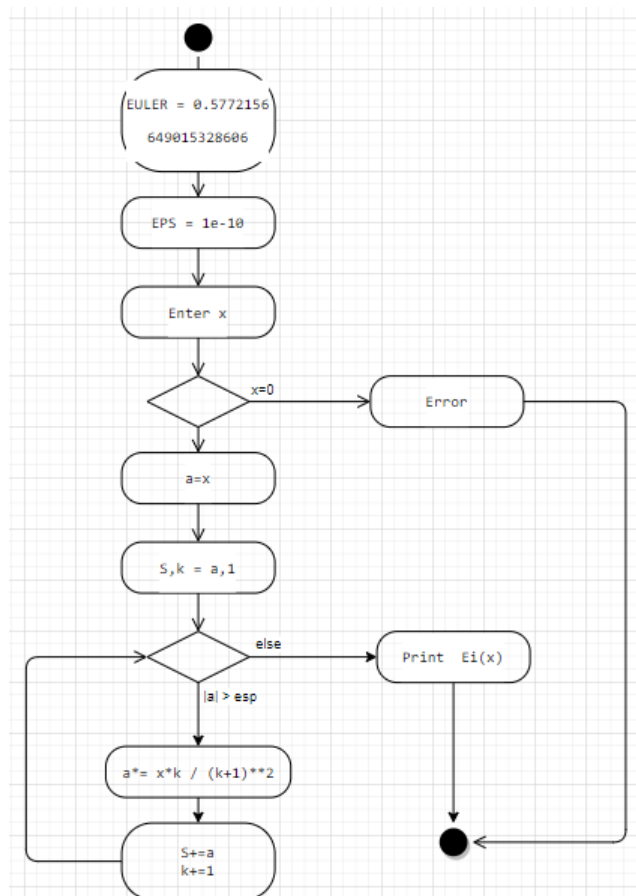 EULER = 0.5772156
649015328606
EPS = 1e-10
Enter x
x=0
Error
a=x
S,k = a,1
else
Print Ei(x)
|a| > esp
a*= x*k / (k+1)**2
S+=a
k+=1